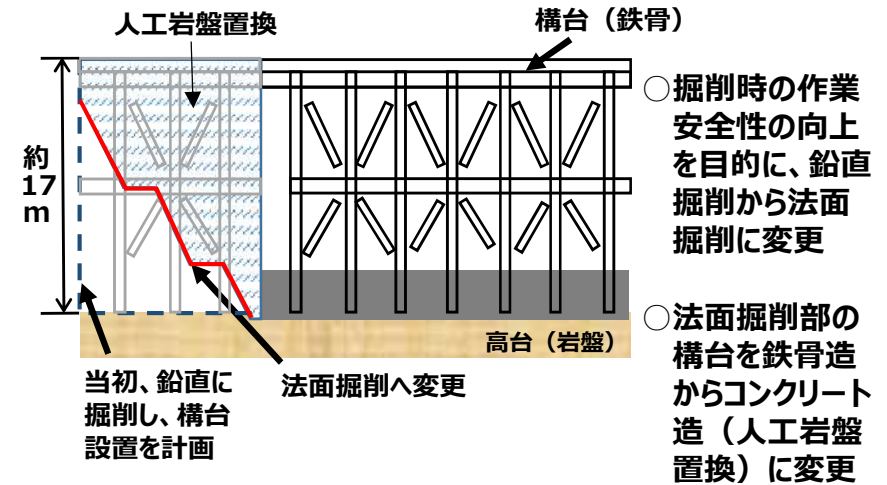 人工岩盤置換
構台（鉄骨）
約
17
m
高台（岩盤）
当初、鉛直に
掘削し、構台
設置を計画
法面掘削へ変更
○掘削時の作業
安全性の向上
を目的に、鉛直
掘削から法面
掘削に変更
○法面掘削部の
構台を鉄骨造
からコンクリート
造（人工岩盤
置換）に変更